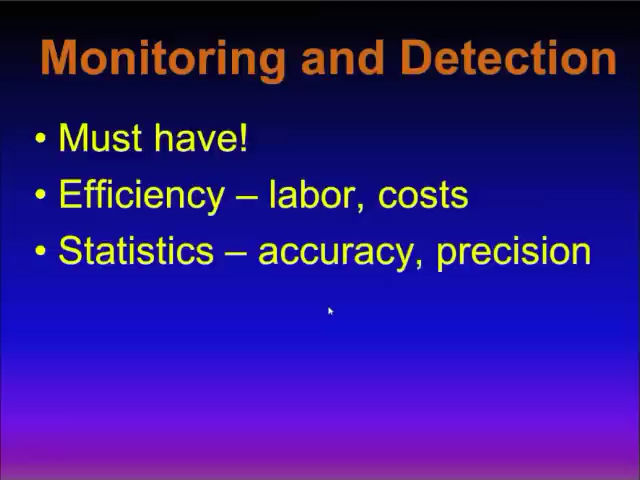 Monitoring and Detection
• Must have!
• Efficiency – labor, costs
• Statistics – accuracy, precision